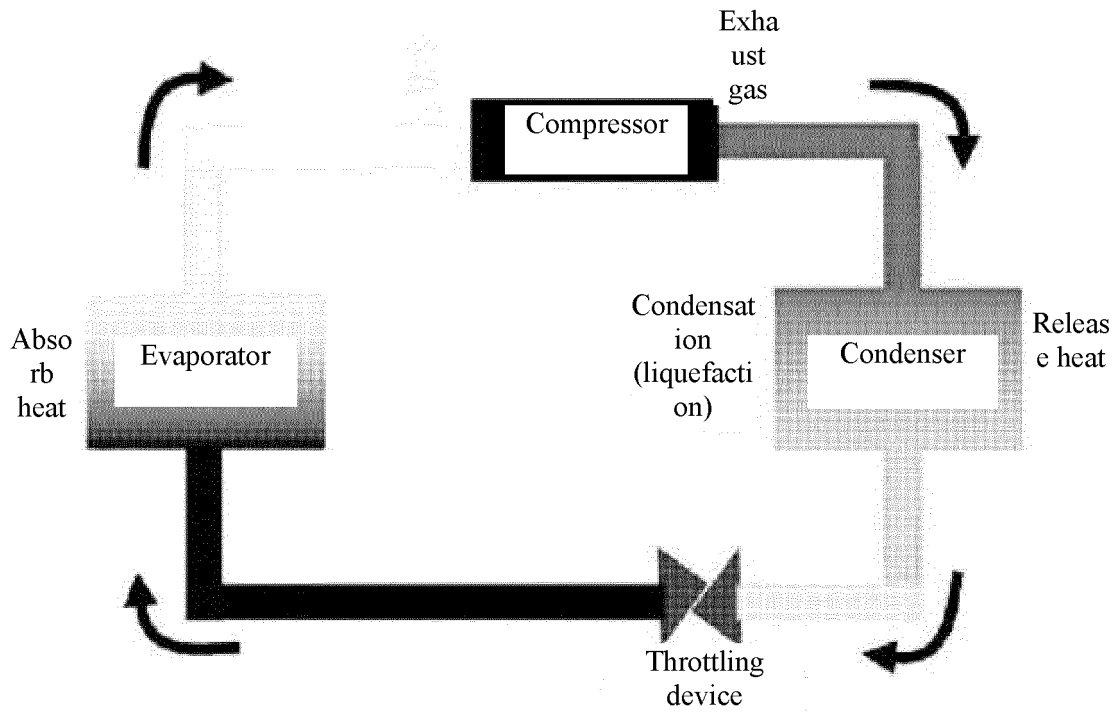 Exha
ust
gas
Compressor
Abso
rb
heat
Evaporator
Condensat
ion
(liquefacti
on)
Condenser
Releas
e heat
Throttling
device